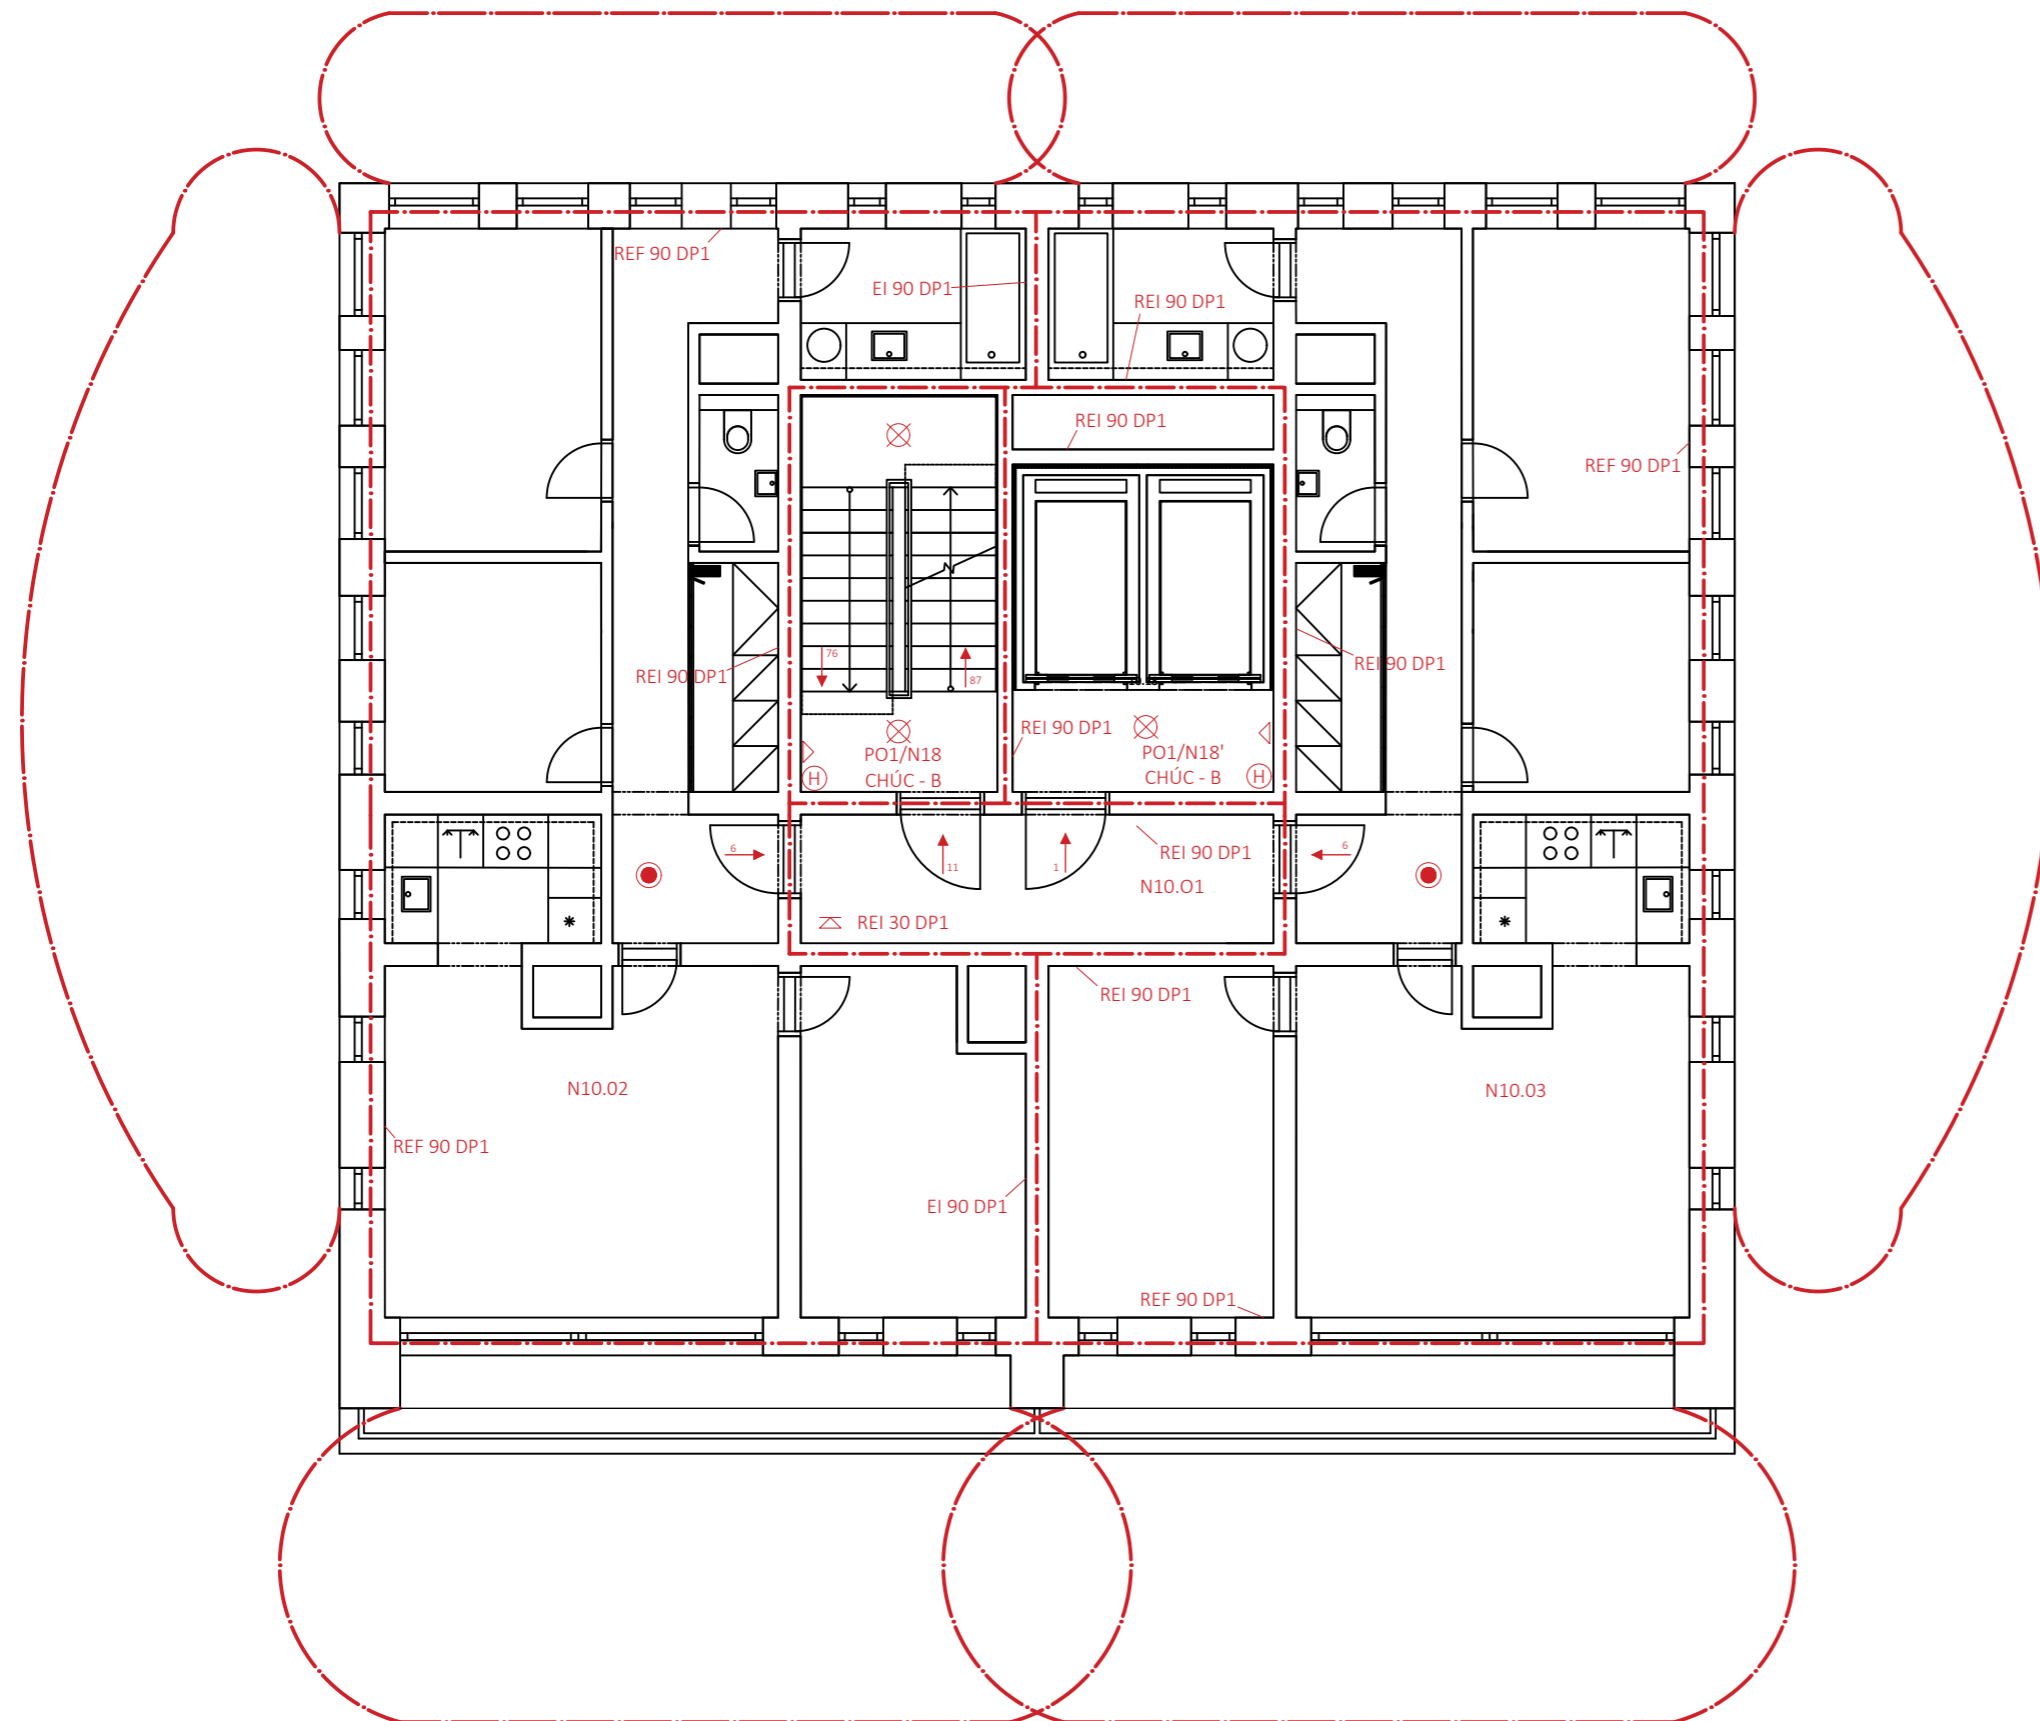 REF 90 DP1
EI 90 DP1
REI 90 DP1
REI 90 DP1
REF 90 DP1
76
87
REI 90 DP1
REI 90 DP1
REI 90 DP1
PO1/N18
CHÚC - B
H
PO1/N18'
CHÚC - B
H
6
11
1
REI 90 DP1
6
N10.O1
REI 30 DP1
REI 90 DP1
N10.02
N10.03
REF 90 DP1
EI 90 DP1
REF 90 DP1